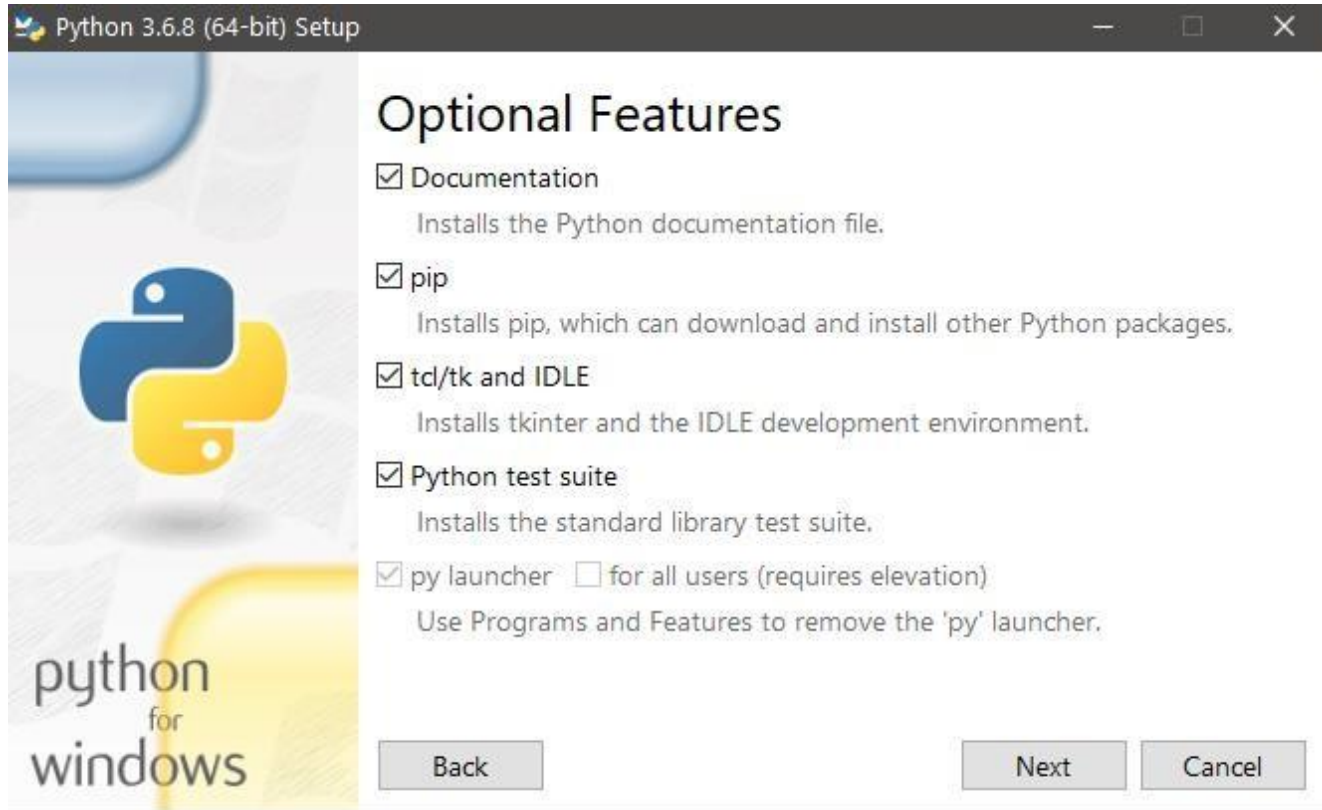 Python 3.6.8 (64-bit) Setup
Optional Features
Documentation
Installs the Python documentation file.
pip
Installs pip, which can download and install other Python packages.
tcl/tk and IDLE
Installs tkinter and the IDLE development environment.
Python test suite
Installs the standard library test suite.
py launcher for all users (requires elevation)
Use Programs and Features to remove the 'py' launcher.
python
for
windows
Back Next Cancel